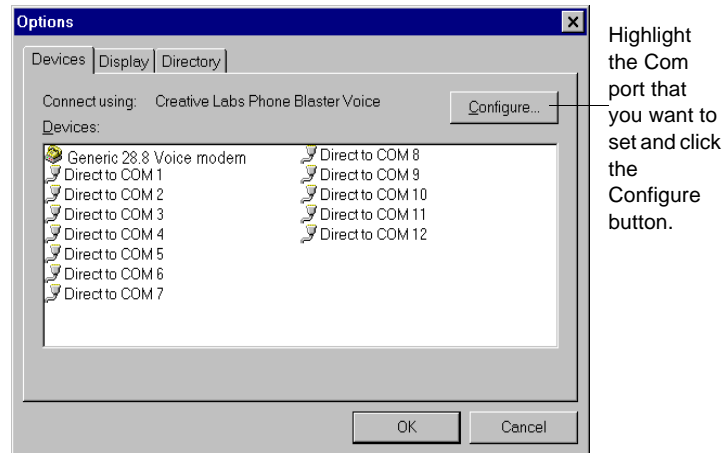 Options
Devices Display Directory
Connect using: Creative Labs Phone Blaster Voice
Configure...
Devices:
Generic 28.8 Voice modem
Direct to COM 1
Direct to COM 2
Direct to COM 3
Direct to COM 4
Direct to COM 5
Direct to COM 6
Direct to COM 7
Direct to COM 8
Direct to COM 9
Direct to COM 10
Direct to COM 11
Direct to COM 12
OK Cancel
Highlight
the Com
port that
you want to
set and click
the
Configure
button.